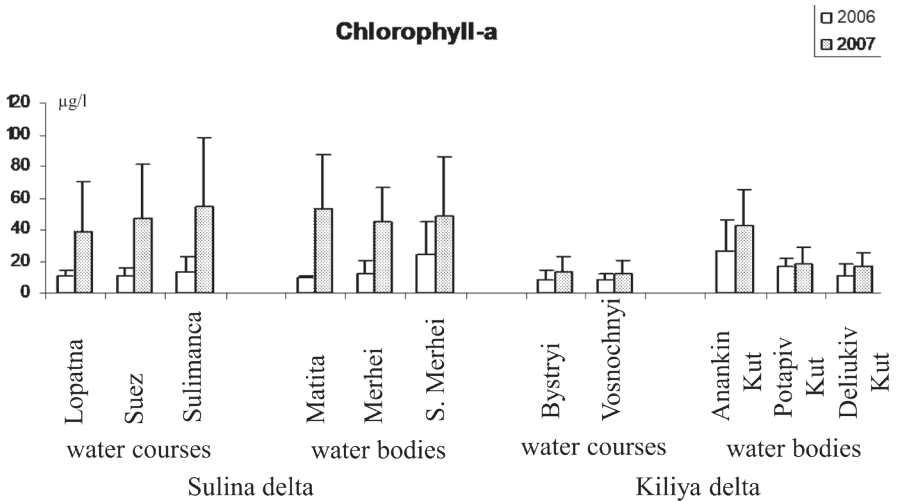 Chlorophyll-a
2006
2007
µg/l
120
100
80
60
40
20
0
Lopatna
Suez
Sulimanca
Matita
Merhei
S. Merhei
Bystryi
Vosnochnyi
Anankin
Kut
Potapiv
Kut
Deliukiv
Kut
water courses
water bodies
water courses
water bodies
Sulina delta
Kiliya delta